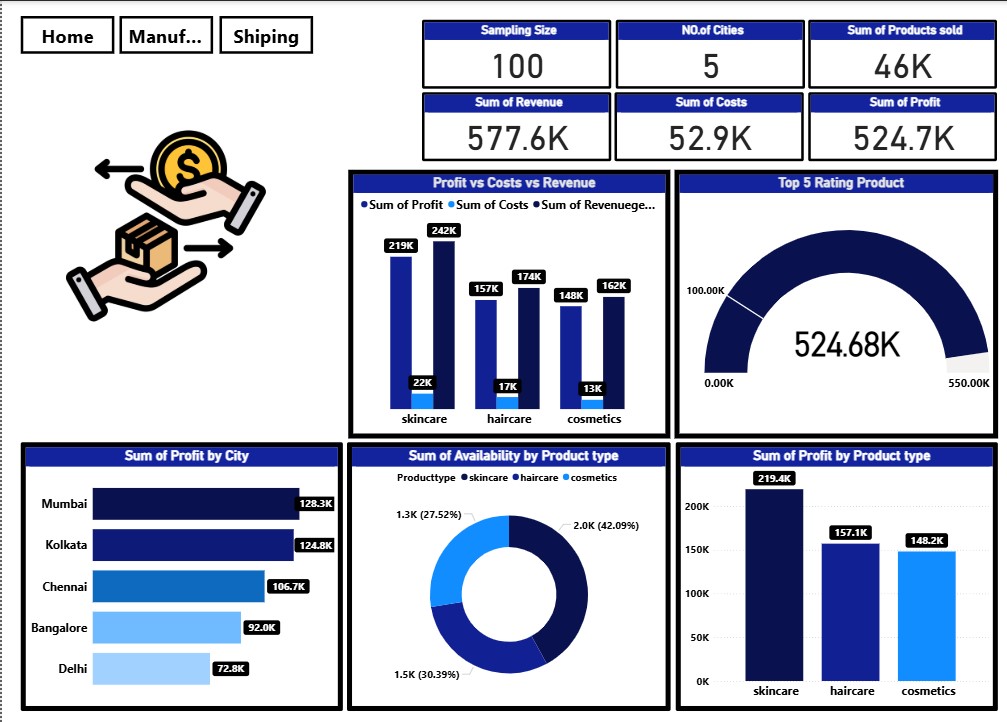 Home
Manuf...
Shiping
Sampling Size
100
NO.of Cities
5
Sum of Products sold
46K
Sum of Revenue
577.6K
Sum of Costs
52.9K
Sum of Profit
524.7K
$
Profit vs Costs vs Revenue
Sum of Profit Sum of Costs Sum of Revenuege...
219K
22K
242K
157K
17K
174K
148K
13K
162K
skincare
haircare
cosmetics
Top 5 Rating Product
100.00K
524.68K
0.00K
550.00K
Sum of Profit by City
Mumbai 128.3K
Kolkata 124.8K
Chennai 106.7K
Bangalore 92.0K
Delhi 72.8K
Sum of Availability by Product type
Producttype skincare haircare cosmetics
1.3K (27.52%)
2.0K (42.09%)
1.5K (30.39%)
Sum of Profit by Product type
200K
150K
100K
50K
0K
219.4K
157.1K
148.2K
skincare
haircare
cosmetics